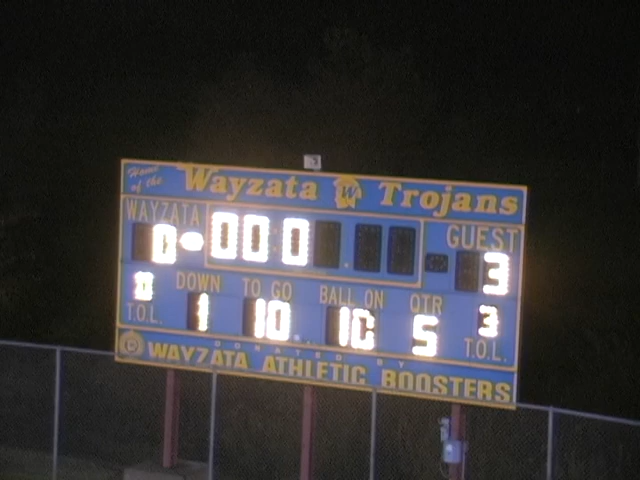 Home of the Wayzata W Trojans
WAYZATA 0 00:0 GUEST 3
DOWN TO GO BALL ON QTR
1 10 10 5 3
T.O.L. T.O.L.
DONATED BY
WAYZATA ATHLETIC BOOSTERS